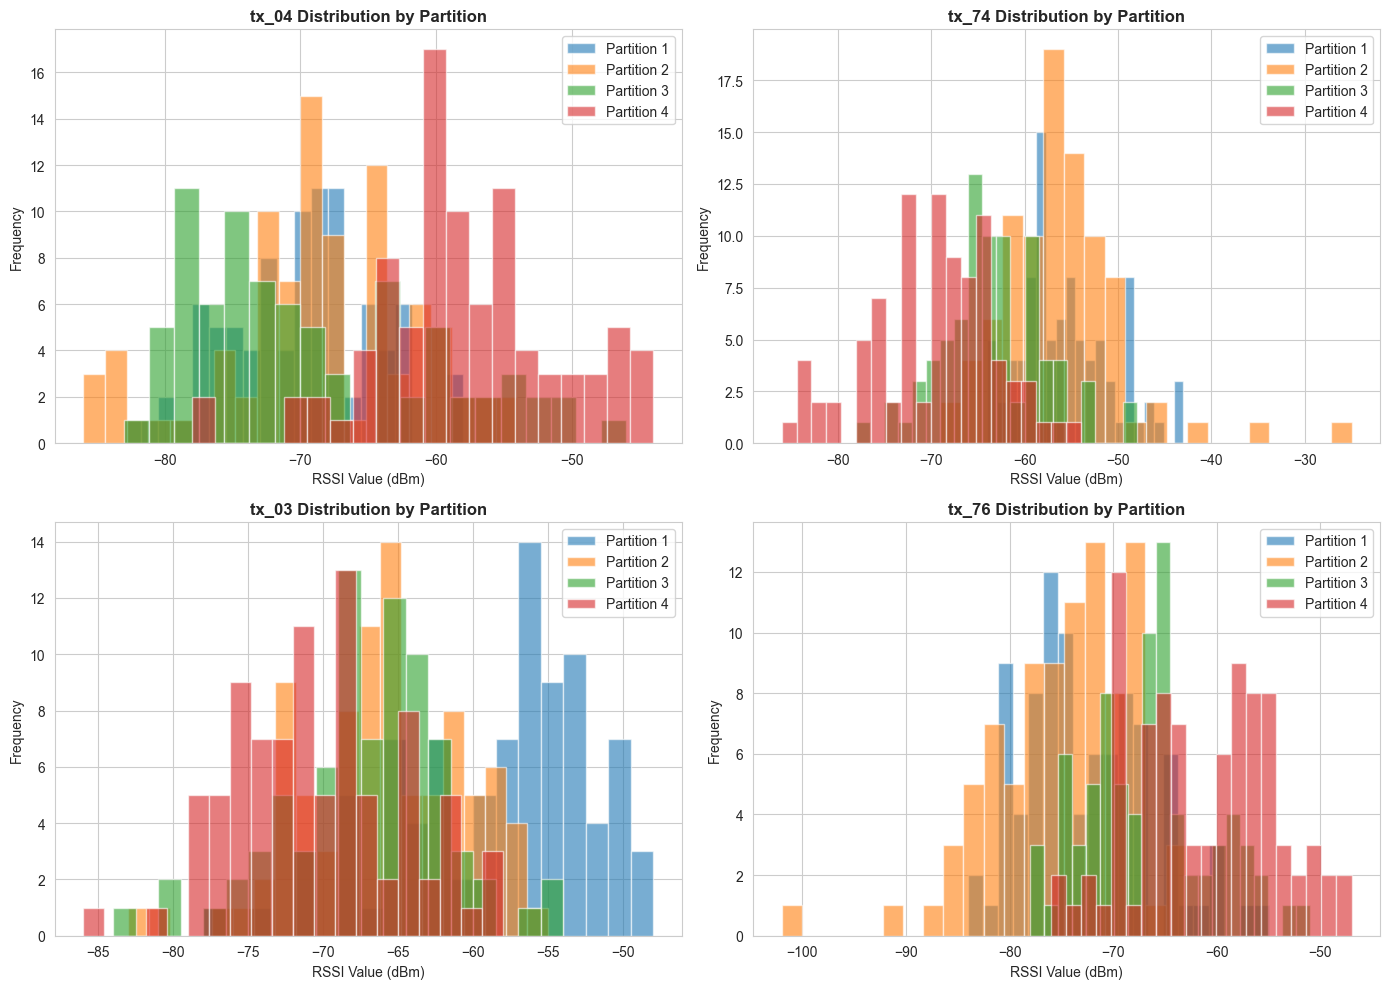 tx_04 Distribution by Partition
Partition 1
Partition 2
Partition 3
Partition 4
Frequency
16
14
12
10
8
6
4
2
0
−80
−70
−60
−50
RSSI Value (dBm)
tx_74 Distribution by Partition
Partition 1
Partition 2
Partition 3
Partition 4
Frequency
17.5
15.0
12.5
10.0
7.5
5.0
2.5
0.0
−80
−70
−60
−50
−40
−30
RSSI Value (dBm)
tx_03 Distribution by Partition
Partition 1
Partition 2
Partition 3
Partition 4
Frequency
14
12
10
8
6
4
2
0
−85
−80
−75
−70
−65
−60
−55
−50
RSSI Value (dBm)
tx_76 Distribution by Partition
Partition 1
Partition 2
Partition 3
Partition 4
Frequency
12
10
8
6
4
2
0
−100
−90
−80
−70
−60
−50
RSSI Value (dBm)